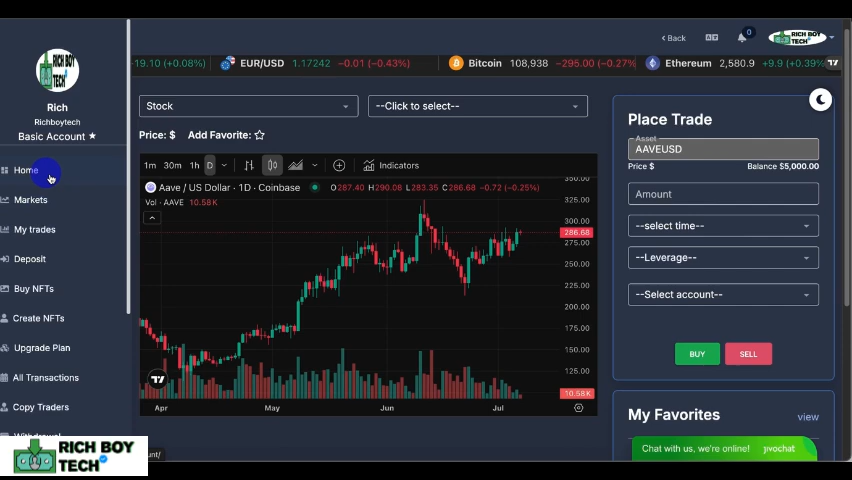 RICH BOY
TECH
Rich
Richboytech
Basic Account ★
Home
Markets
My trades
Deposit
Buy NFTs
Create NFTs
Upgrade Plan
All Transactions
Copy Traders
RICH BOY
TECH
ount/
Back
0
RICH BOY
TECH
19.10 (+0.08%) EUR/USD 1.17242 −0.01 (−0.43%) Bitcoin 108,938 −295.00 (−0.27% Ethereum 2,580.9 +9.9 (+0.39%
Stock --Click to select--
Price: $ Add Favorite:
1m 30m 1h D Indicators
Aave / US Dollar · 1D · Coinbase O287.40 H290.08 L283.35 C286.68 −0.72 (−0.25%)
Vol · AAVE 10.58K
350.00
325.00
300.00
286.68
275.00
250.00
225.00
200.00
175.00
150.00
125.00
10.58K
Apr May Jun Jul
Place Trade
Asset
AAVEUSD
Price $ Balance $5,000.00
Amount
--select time--
--Leverage--
--Select account--
BUY SELL
My Favorites view
Chat with us, we're online! jivochat